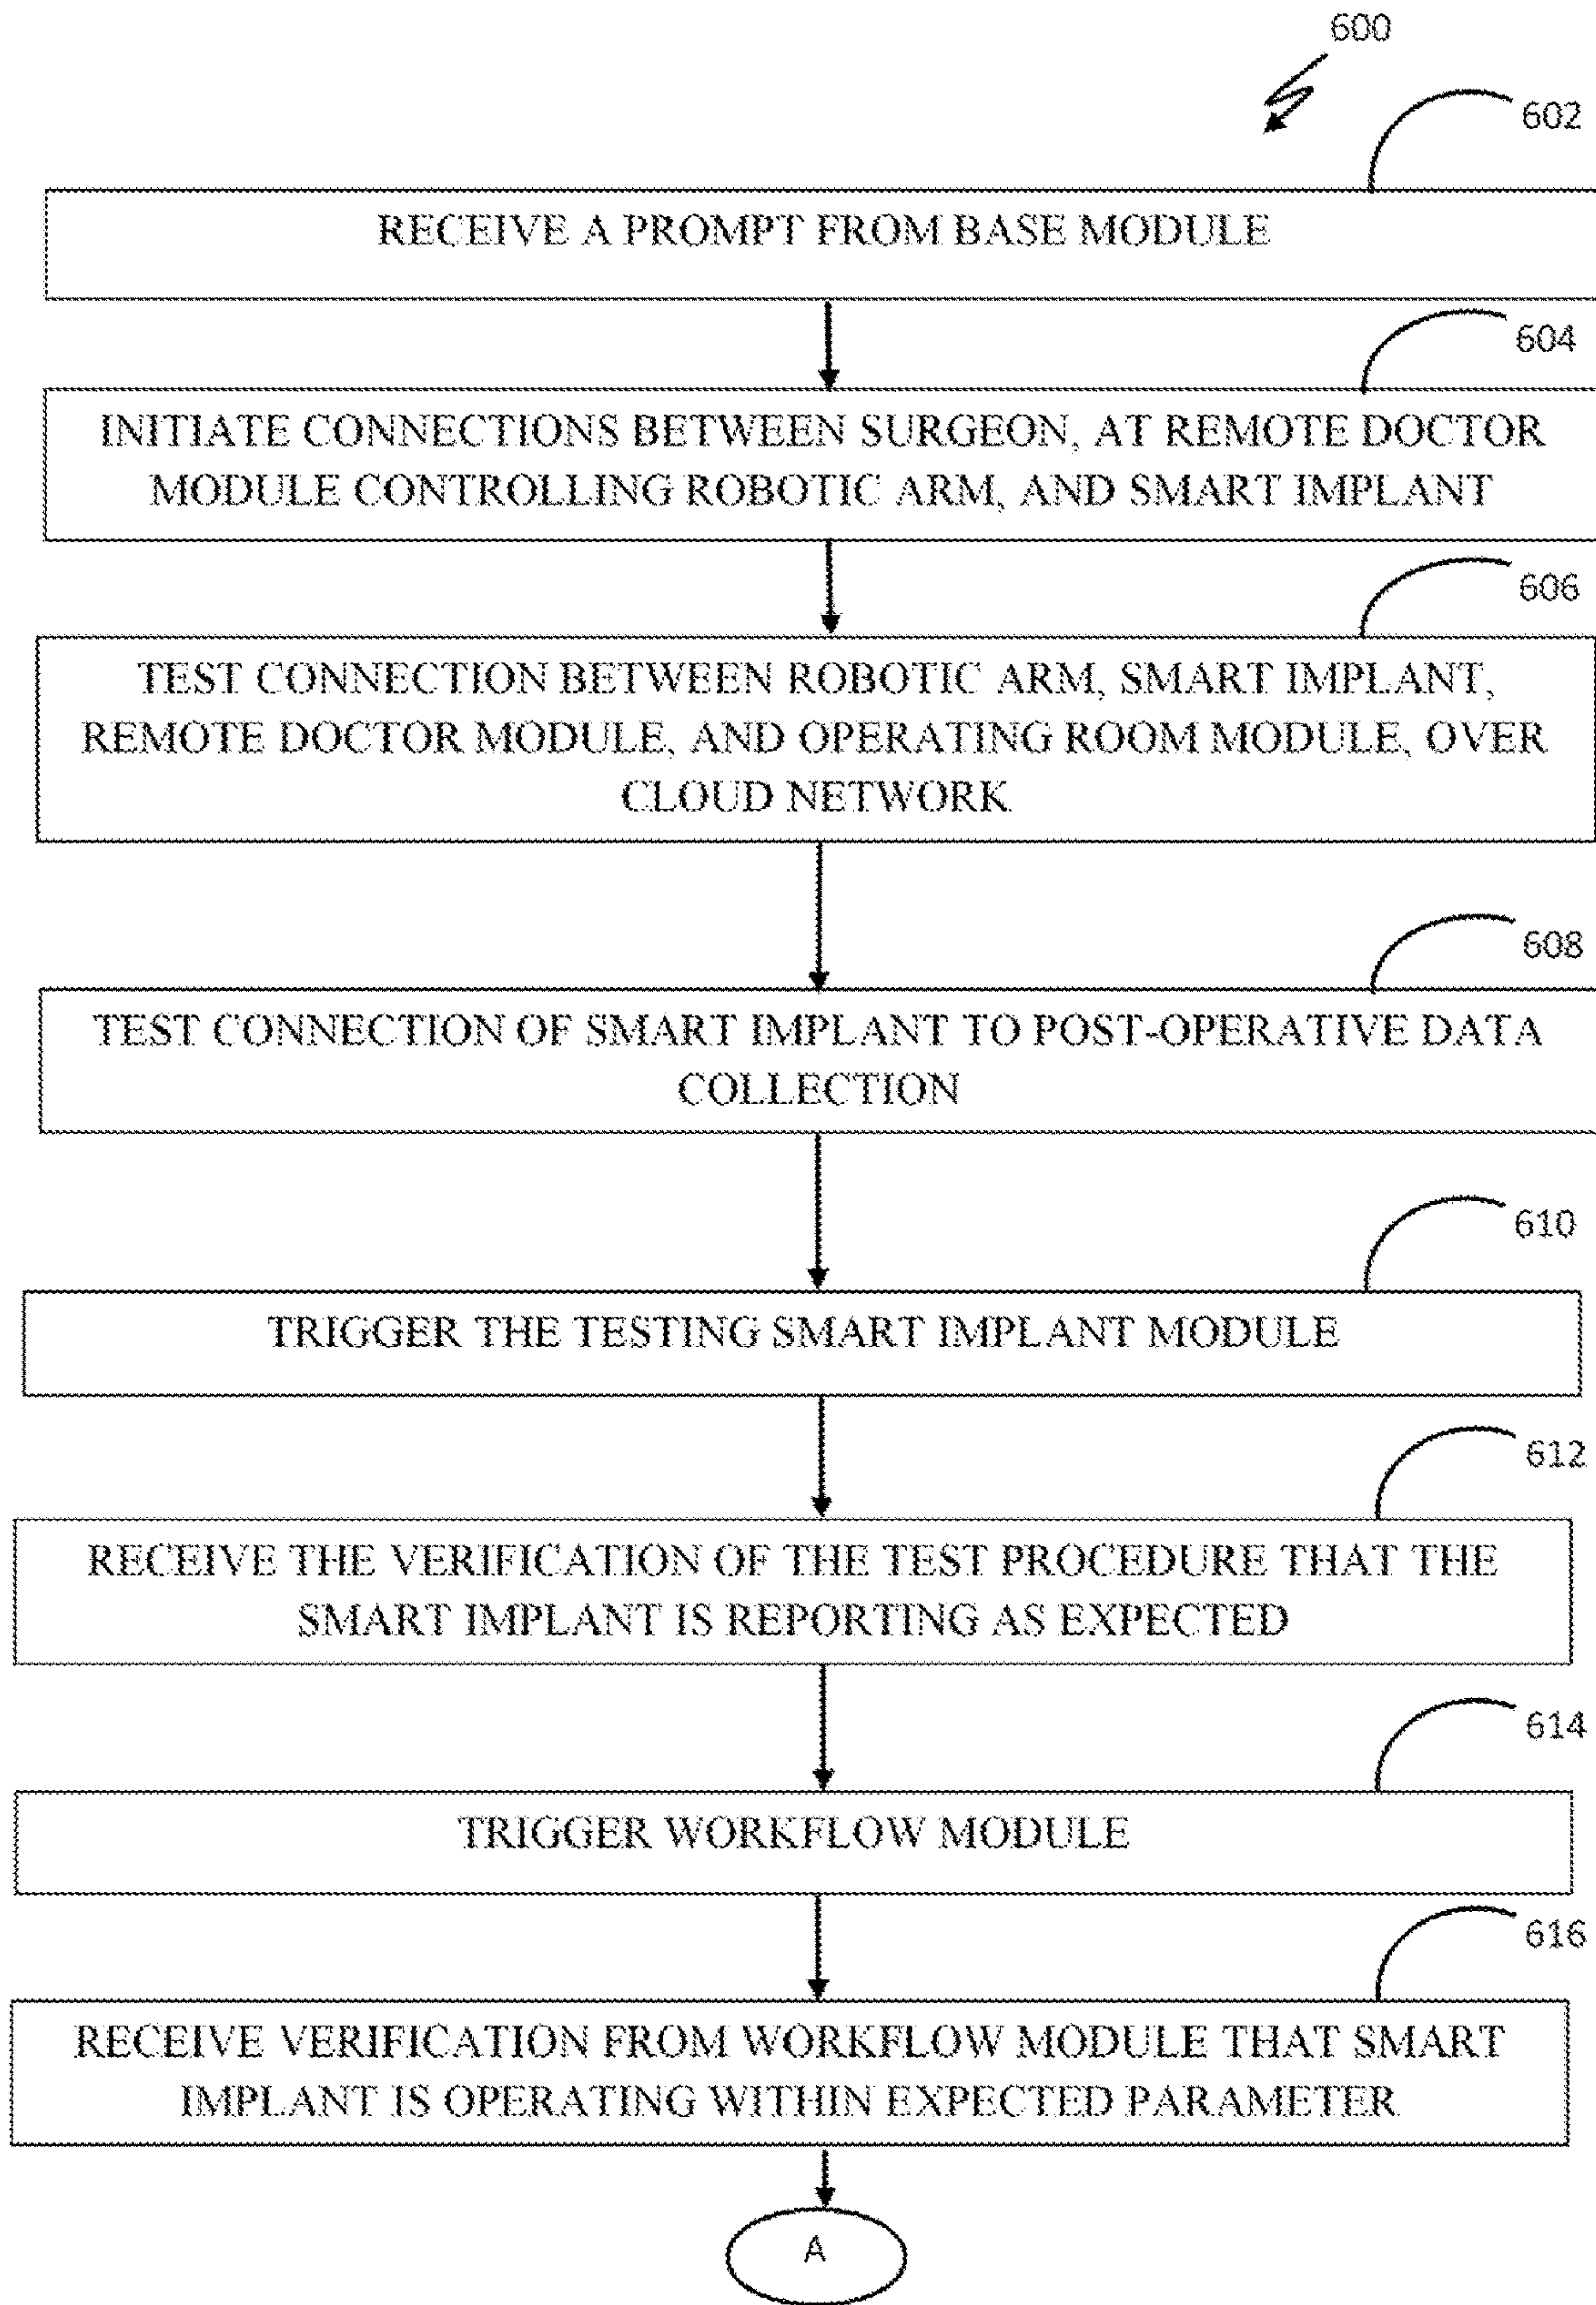 600
602
RECEIVE A PROMPT FROM BASE MODULE
604
INITIATE CONNECTIONS BETWEEN SURGEON, AT REMOTE DOCTOR
MODULE CONTROLLING ROBOTIC ARM, AND SMART IMPLANT
606
TEST CONNECTION BETWEEN ROBOTIC ARM, SMART IMPLANT,
REMOTE DOCTOR MODULE, AND OPERATING ROOM MODULE, OVER
CLOUD NETWORK
608
TEST CONNECTION OF SMART IMPLANT TO POST-OPERATIVE DATA
COLLECTION
610
TRIGGER THE TESTING SMART IMPLANT MODULE
612
RECEIVE THE VERIFICATION OF THE TEST PROCEDURE THAT THE
SMART IMPLANT IS REPORTING AS EXPECTED
614
TRIGGER WORKFLOW MODULE
616
RECEIVE VERIFICATION FROM WORKFLOW MODULE THAT SMART
IMPLANT IS OPERATING WITHIN EXPECTED PARAMETER
A